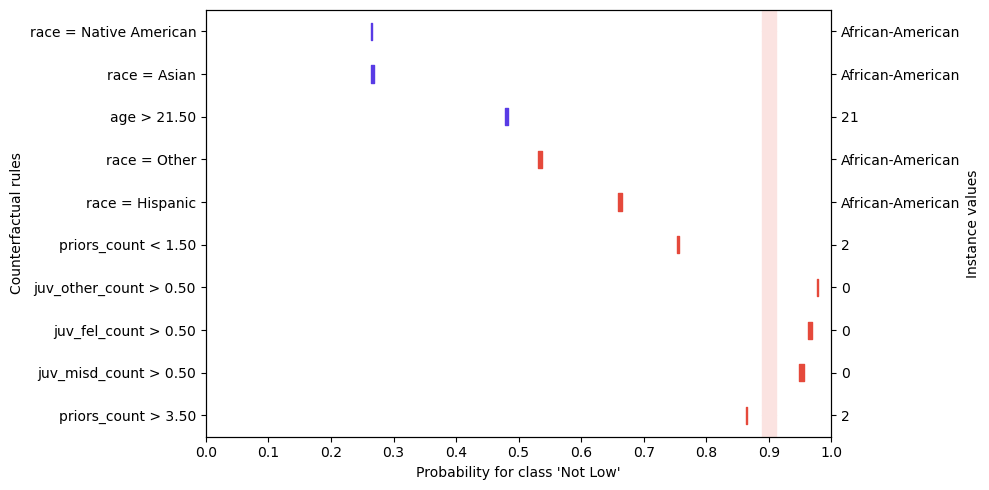 race = Native American
African-American
race = Asian
African-American
age > 21.50
21
race = Other
African-American
race = Hispanic
African-American
priors_count < 1.50
2
juv_other_count > 0.50
0
juv_fel_count > 0.50
0
juv_misd_count > 0.50
0
priors_count > 3.50
2
Counterfactual rules
Instance values
0.0 0.1 0.2 0.3 0.4 0.5 0.6 0.7 0.8 0.9 1.0
Probability for class 'Not Low'